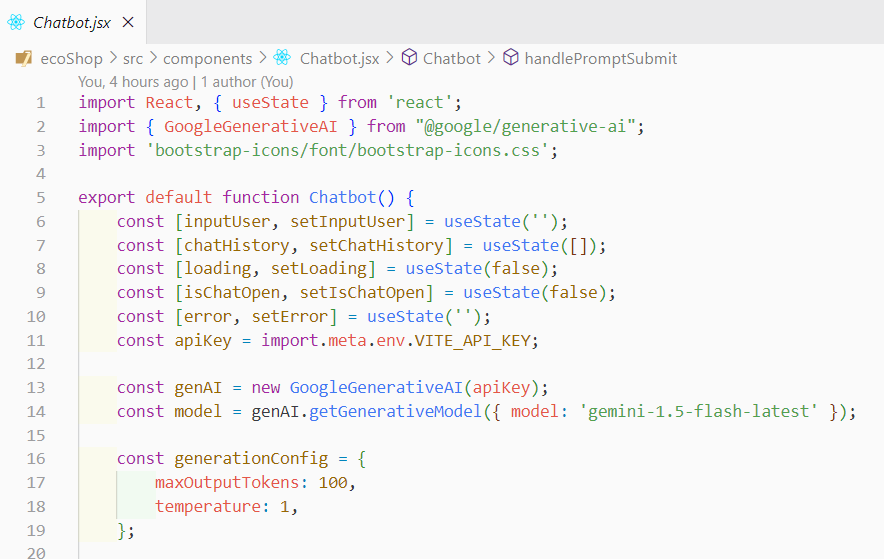 Chatbot.jsx ×
ecoShop > src > components > Chatbot.jsx > Chatbot > handlePromptSubmit
You, 4 hours ago | 1 author (You)
1 import React, { useState } from 'react';
2 import { GoogleGenerativeAI } from "@google/generative-ai";
3 import 'bootstrap-icons/font/bootstrap-icons.css';
4
5 export default function Chatbot() {
6 const [inputUser, setInputUser] = useState('');
7 const [chatHistory, setChatHistory] = useState([]);
8 const [loading, setLoading] = useState(false);
9 const [isChatOpen, setIsChatOpen] = useState(false);
10 const [error, setError] = useState('');
11 const apiKey = import.meta.env.VITE_API_KEY;
12
13 const genAI = new GoogleGenerativeAI(apiKey);
14 const model = genAI.getGenerativeModel({ model: 'gemini-1.5-flash-latest' });
15
16 const generationConfig = {
17 maxOutputTokens: 100,
18 temperature: 1,
19 };
20